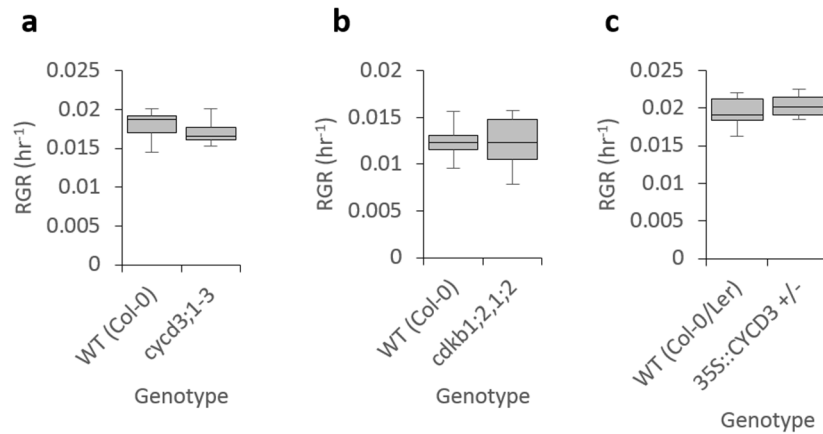 a
0.025
0.02
0.015
0.01
0.005
0
RGR (hr-1)
WT (Col-0)
cycd3;1-3
Genotype
b
0.02
0.015
0.01
0.005
0
RGR (hr-1)
WT (Col-0)
cdkb1;2,1;2
Genotype
c
0.025
0.02
0.015
0.01
0.005
0
RGR (hr-1)
WT (Col-0/Ler)
35S::CYCD3 +/-
Genotype